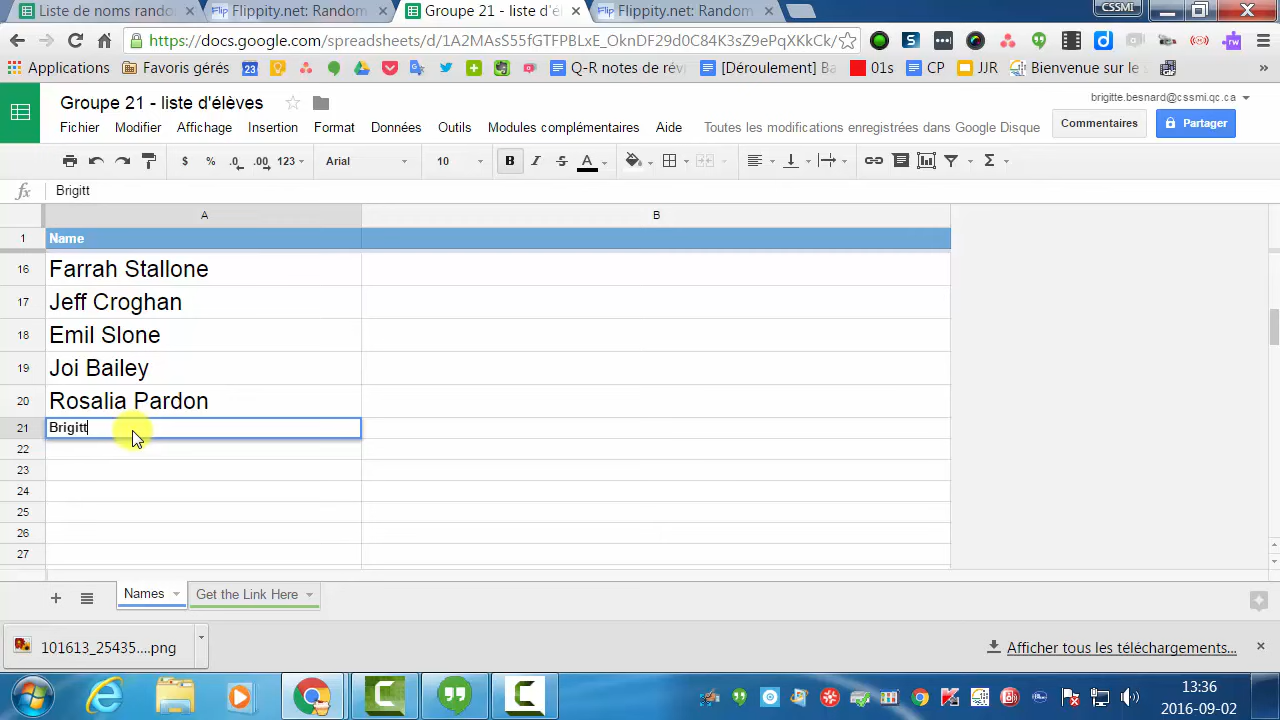 Liste de noms rando
Flippity.net: Random
Groupe 21 - liste d'él
Flippity.net: Random
CSSMI
https://docs.google.com/spreadsheets/d/1A2MAsS55fGTFPBLxE_OknDF29d0C84K3sZ9ePqXKkCk/
Applications
Favoris gérés
Q-R notes de rév
[Déroulement] Ba
01s
CP
JJR
Bienvenue sur le s
»
Groupe 21 - liste d'élèves
brigitte.besnard@cssmi.qc.ca
Fichier Modifier Affichage Insertion Format Données Outils Modules complémentaires Aide Toutes les modifications enregistrées dans Google Disque
Commentaires
Partager
$ % .0 .00 123 Arial 10 B I S A
fx Brigitt
A B
1 Name
16 Farrah Stallone
17 Jeff Croghan
18 Emil Slone
19 Joi Bailey
20 Rosalia Pardon
21 Brigitt
22
23
24
25
26
27
Names
Get the Link Here
101613_25435....png
Afficher tous les téléchargements...
13:36
2016-09-02